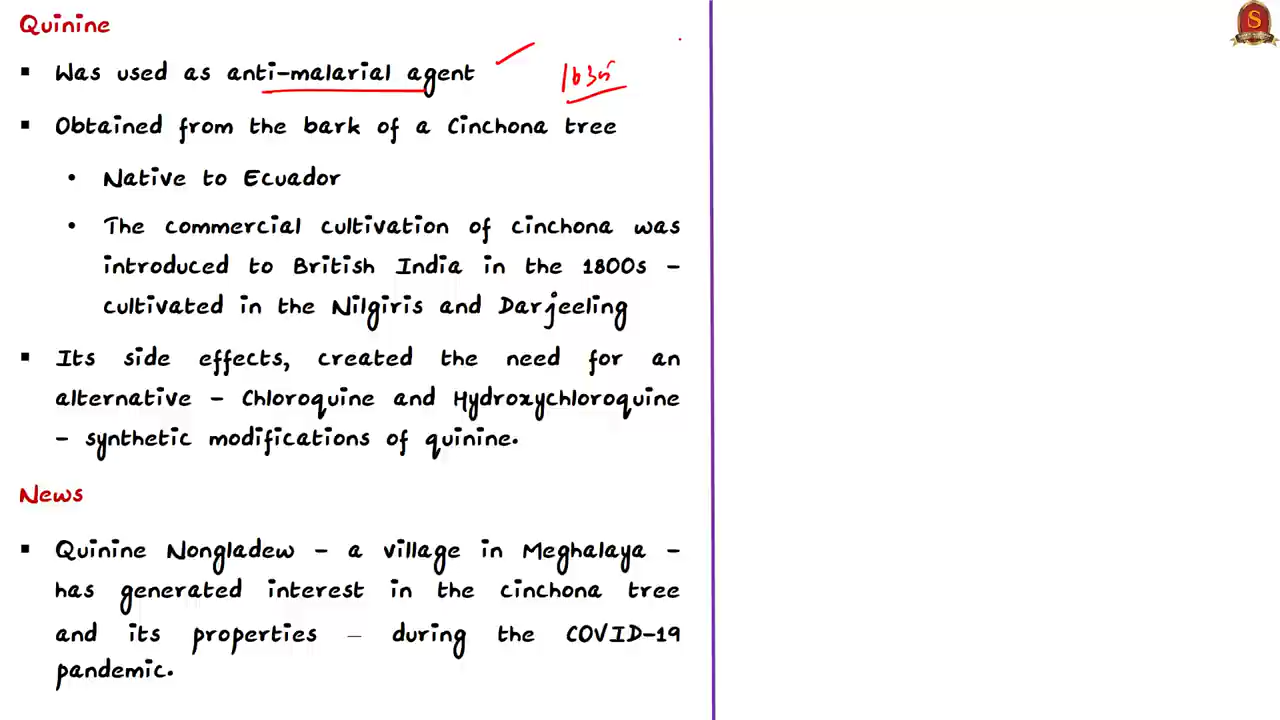 Quinine
▪ Was used as anti-malarial agent
▪ Obtained from the bark of a Cinchona tree
• Native to Ecuador
• The commercial cultivation of cinchona was
introduced to British India in the 1800s –
cultivated in the Nilgiris and Darjeeling
▪ Its side effects, created the need for an
alternative – Chloroquine and Hydroxychloroquine
– synthetic modifications of quinine.
News
▪ Quinine Nongladew – a village in Meghalaya –
has generated interest in the cinchona tree
and its properties – during the COVID-19
pandemic.
S